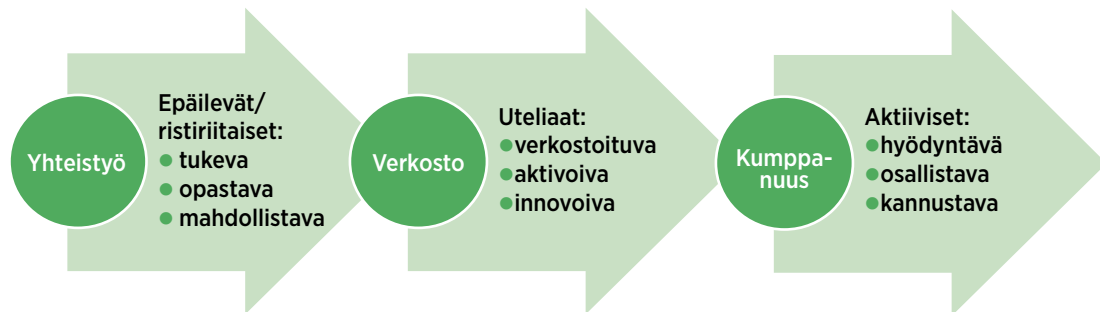 Yhteistyö
Epäilevät/
ristiriitaiset:
● tukeva
● opastava
● mahdollistava
Verkosto
Uteliaat:
●verkostoituva
●aktivoiva
●innovoiva
Kumppa-
nuus
Aktiiviset:
●hyödyntävä
●osallistava
●kannustava